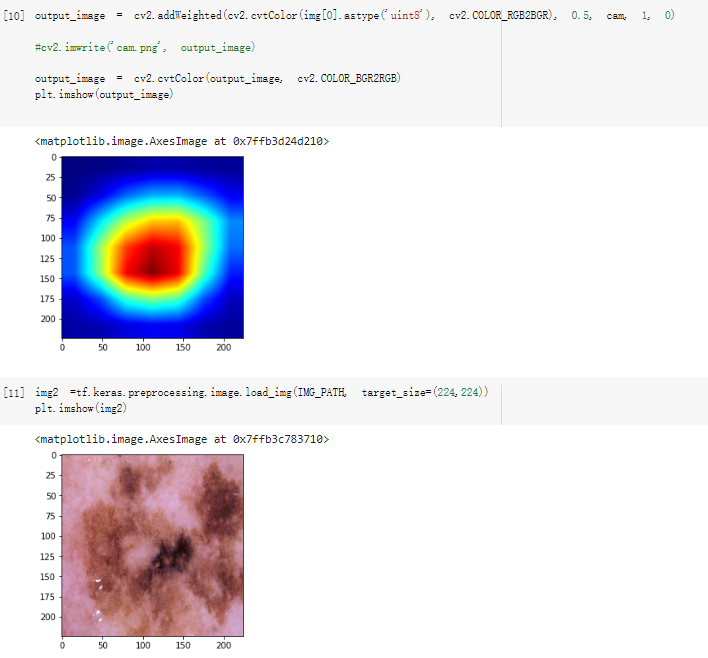 [10] output_image = cv2.addWeighted(cv2.cvtColor(img[0].astype('uint8'), cv2.COLOR_RGB2BGR), 0.5, cam, 1, 0)
#cv2.imwrite('cam.png', output_image)
output_image = cv2.cvtColor(output_image, cv2.COLOR_BGR2RGB)
plt.imshow(output_image)
<matplotlib.image.AxesImage at 0x7ffb3d24d210>
0
25
50
75
100
125
150
175
200
0 50 100 150 200
[11] img2 =tf.keras.preprocessing.image.load_img(IMG_PATH, target_size=(224,224))
plt.imshow(img2)
<matplotlib.image.AxesImage at 0x7ffb3c783710>
0
25
50
75
100
125
150
175
200
0 50 100 150 200